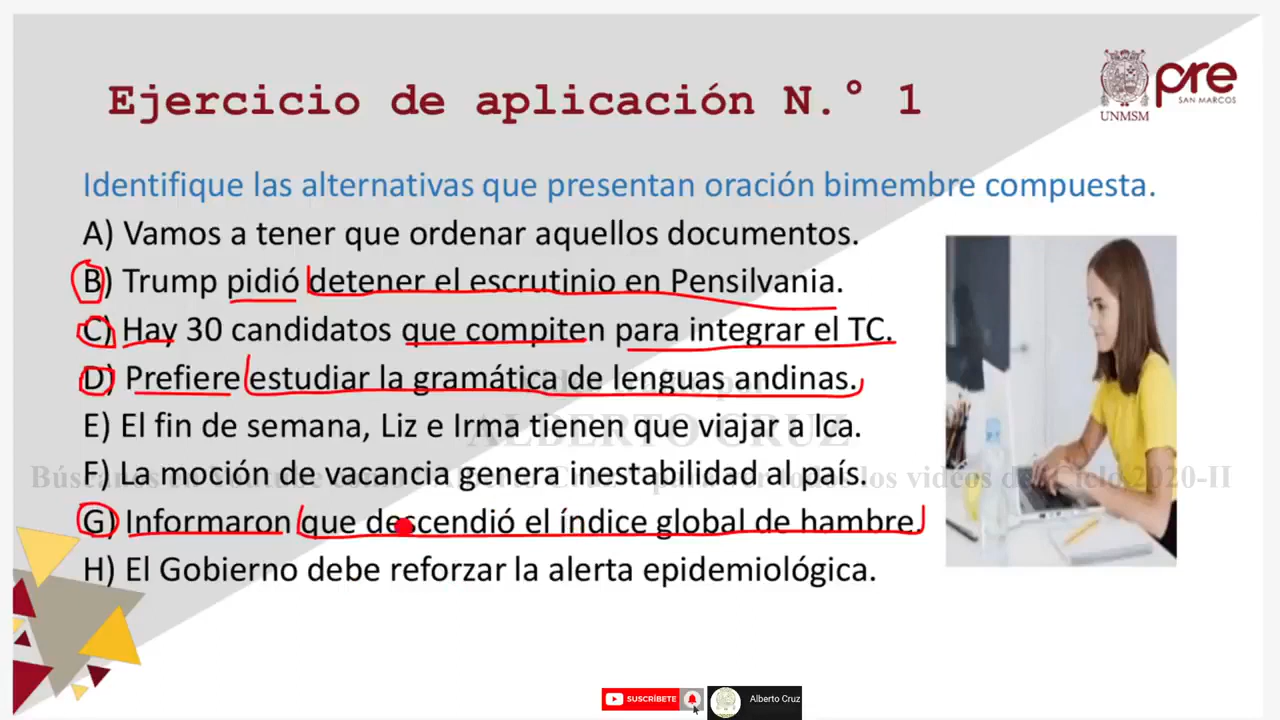 Ejercicio de aplicación N.° 1
pre
SAN MARCOS
UNMSM
Identifique las alternativas que presentan oración bimembre compuesta.
A) Vamos a tener que ordenar aquellos documentos.
B) Trump pidió detener el escrutinio en Pensilvania.
C) Hay 30 candidatos que compiten para integrar el TC.
D) Prefiere estudiar la gramática de lenguas andinas.
E) El fin de semana, Liz e Irma tienen que viajar a Ica.
ALBERTO CRUZ
F) La moción de vacancia genera inestabilidad al país.
G) Informaron que descendió el índice global de hambre.
H) El Gobierno debe reforzar la alerta epidemiológica.
SUSCRÍBETE
Alberto Cruz